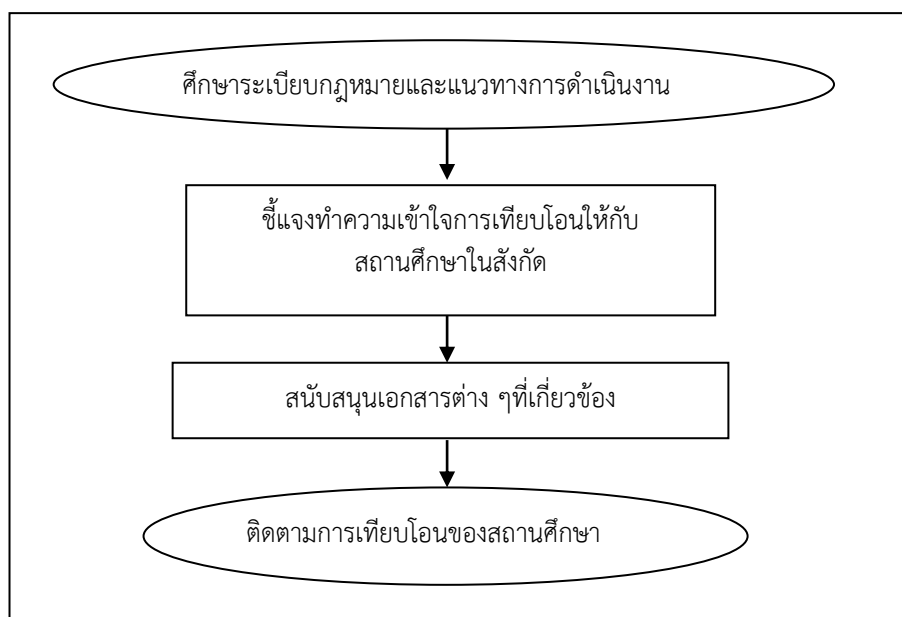 ศึกษาระเบียบกฎหมายและแนวทางการดำเนินงาน
ชี้แจงทำความเข้าใจการเทียบโอนให้กับ
สถานศึกษาในสังกัด
สนับสนุนเอกสารต่าง ๆที่เกี่ยวข้อง
ติดตามการเทียบโอนของสถานศึกษา